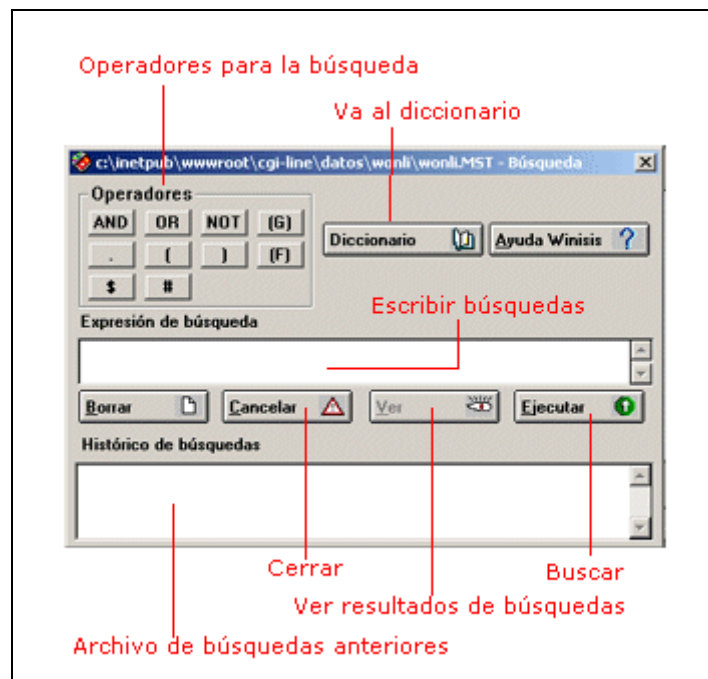 Operadores para la búsqueda
Va al diccionario
c:\inetpub\wwwroot\cgi-line\datos\wonli\wonli.MST - Búsqueda
Operadores
AND OR NOT (G)
. ( ) (F)
$ #
Diccionario
Ayuda Winisis ?
Escribir búsquedas
Expresión de búsqueda
Borrar Cancelar Ver Ejecutar
Histórico de búsquedas
Cerrar
Buscar
Ver resultados de búsquedas
Archivo de búsquedas anteriores